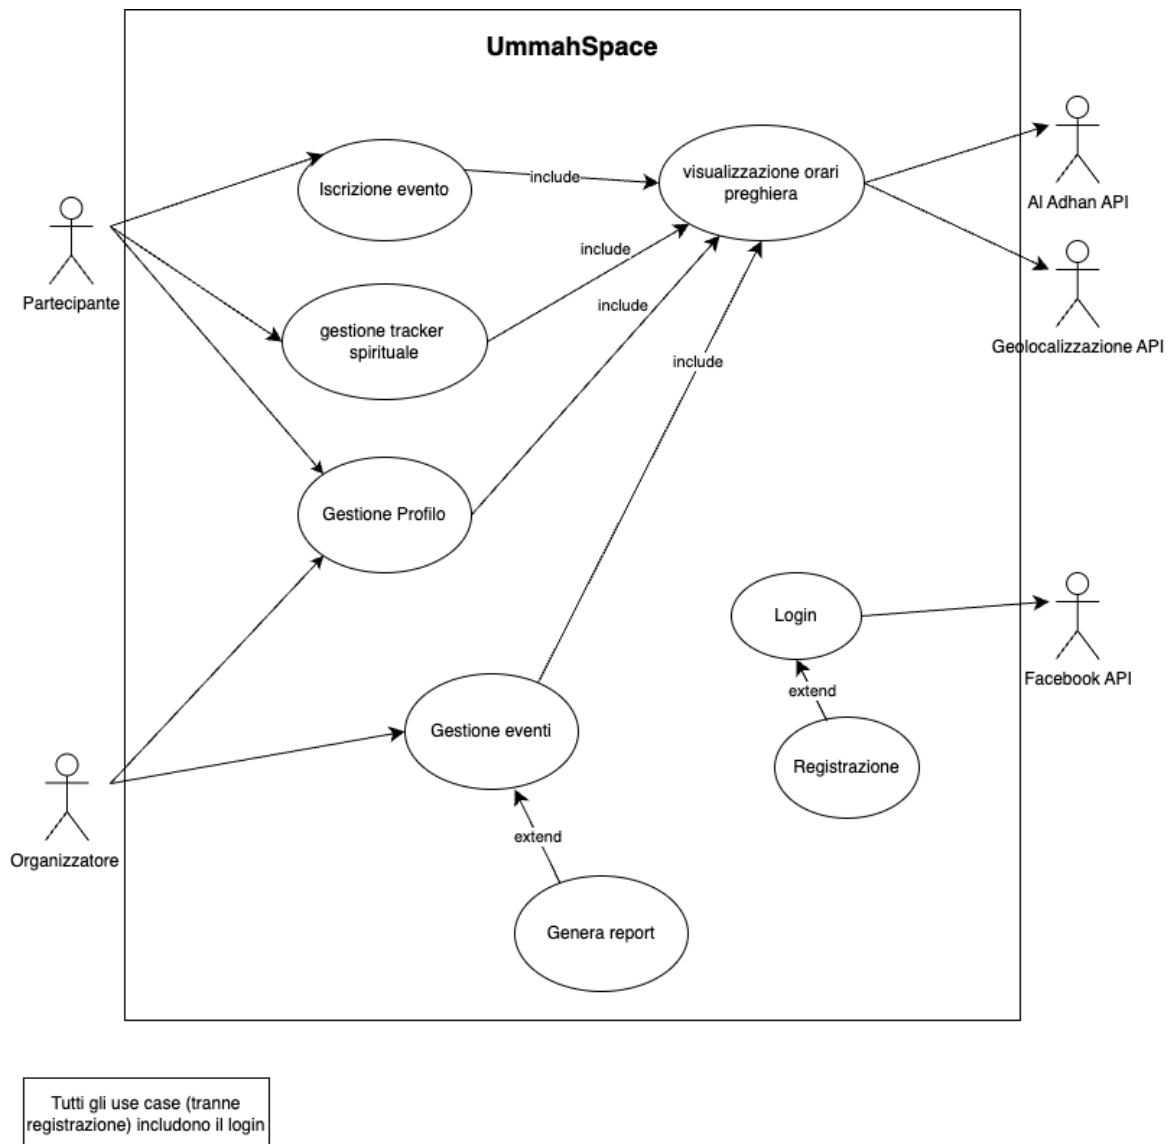 UmmahSpace
Iscrizione evento
include
visualizzazione orari
preghiera
Al Adhan API
Partecipante
include
gestione tracker
spirituale
include
Geolocalizzazione API
include
Gestione Profilo
Login
Facebook API
extend
Gestione eventi
Registrazione
Organizzatore
extend
Genera report
Tutti gli use case (tranne
registrazione) includono il login